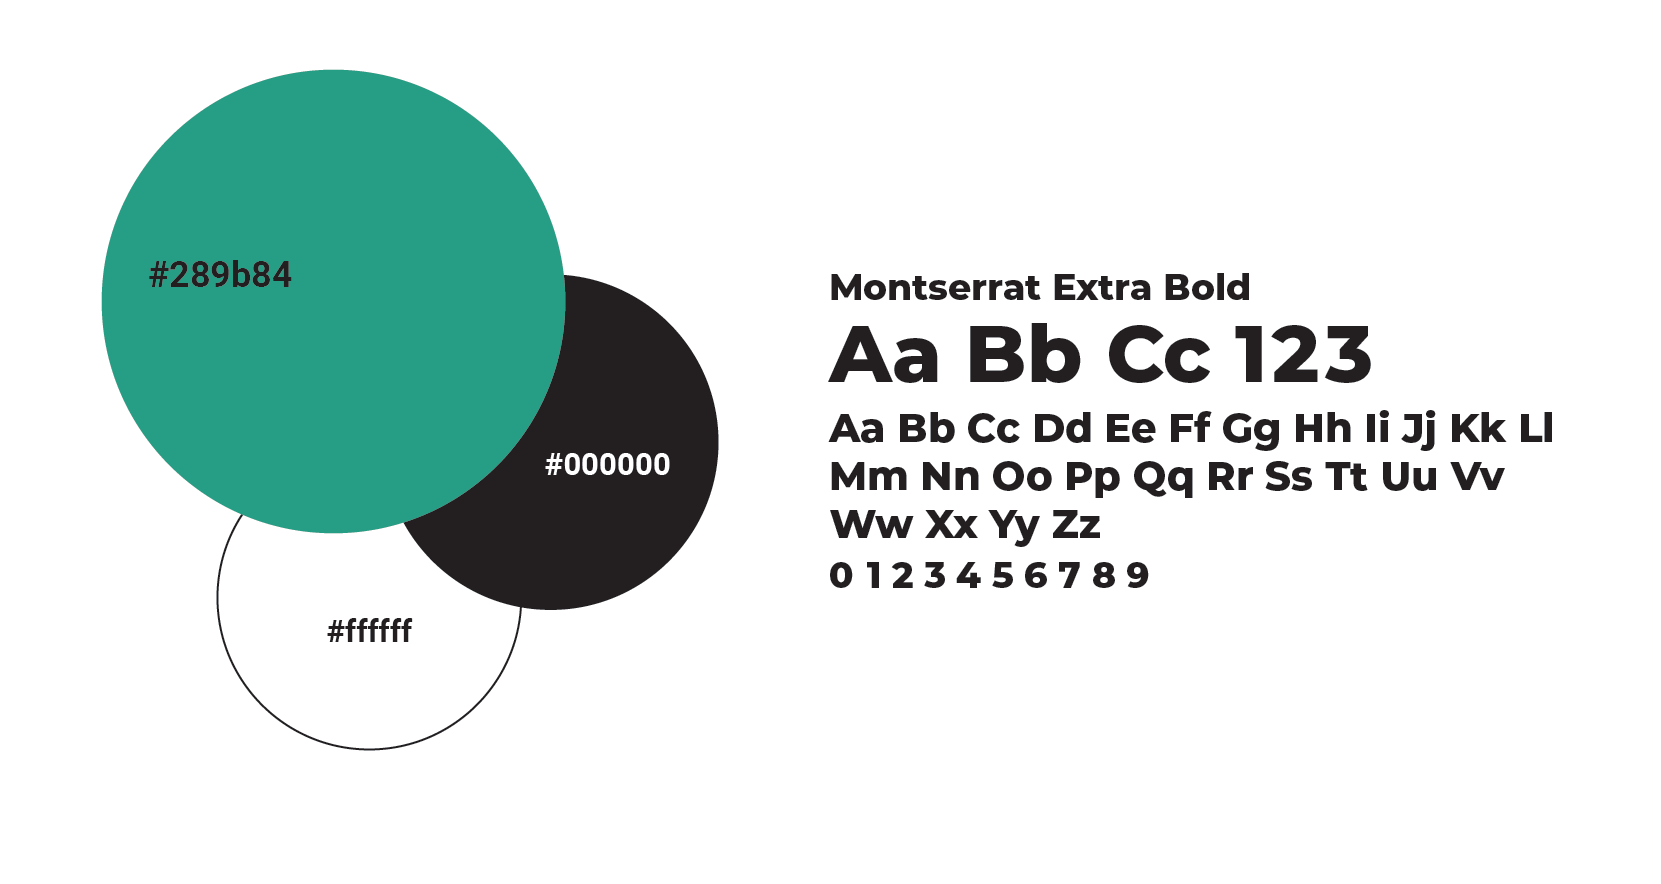 #289b84
#000000
#ffffff
Montserrat Extra Bold
Aa Bb Cc 123
Aa Bb Cc Dd Ee Ff Gg Hh Ii Jj Kk Ll
Mm Nn Oo Pp Qq Rr Ss Tt Uu Vv
Ww Xx Yy Zz
0 1 2 3 4 5 6 7 8 9